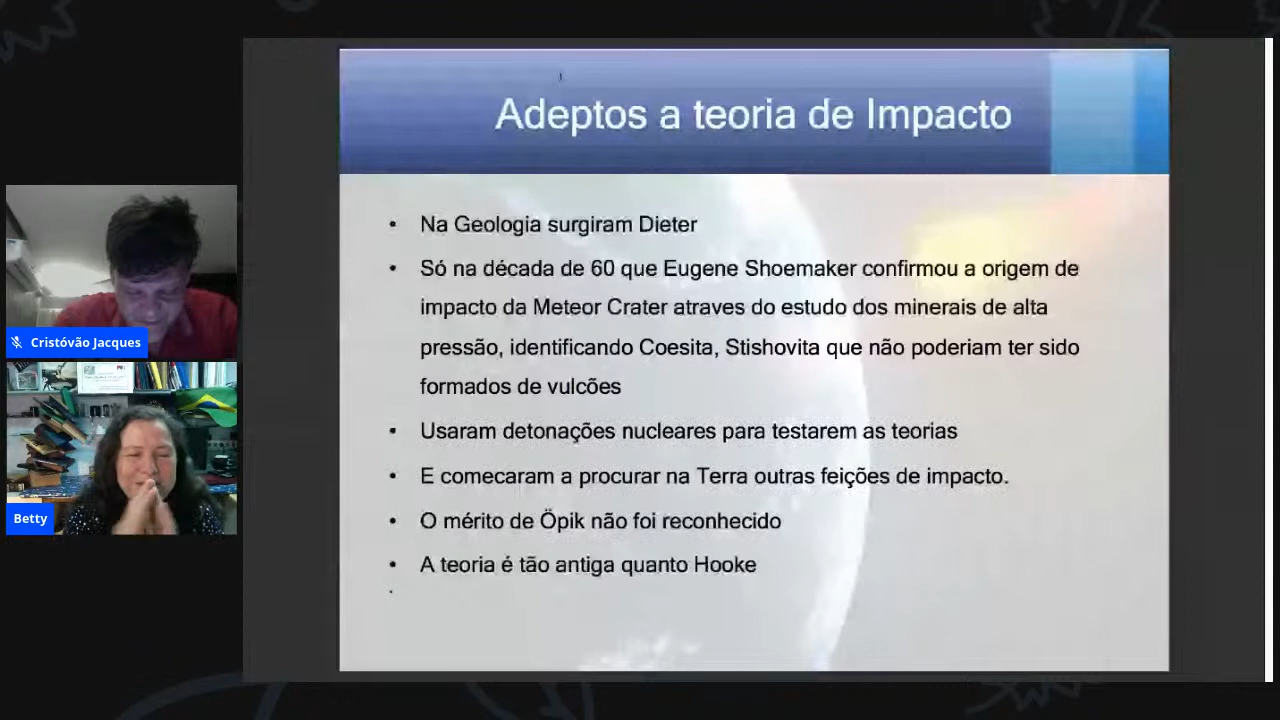 Adeptos a teoria de Impacto
• Na Geologia surgiram Dieter
• Só na década de 60 que Eugene Shoemaker confirmou a origem de
impacto da Meteor Crater atraves do estudo dos minerais de alta
pressão, identificando Coesita, Stishovita que não poderiam ter sido
formados de vulcões
• Usaram detonações nucleares para testarem as teorias
• E comecaram a procurar na Terra outras feições de impacto.
• O mérito de Öpik não foi reconhecido
• A teoria é tão antiga quanto Hooke
Cristóvão Jacques
Betty